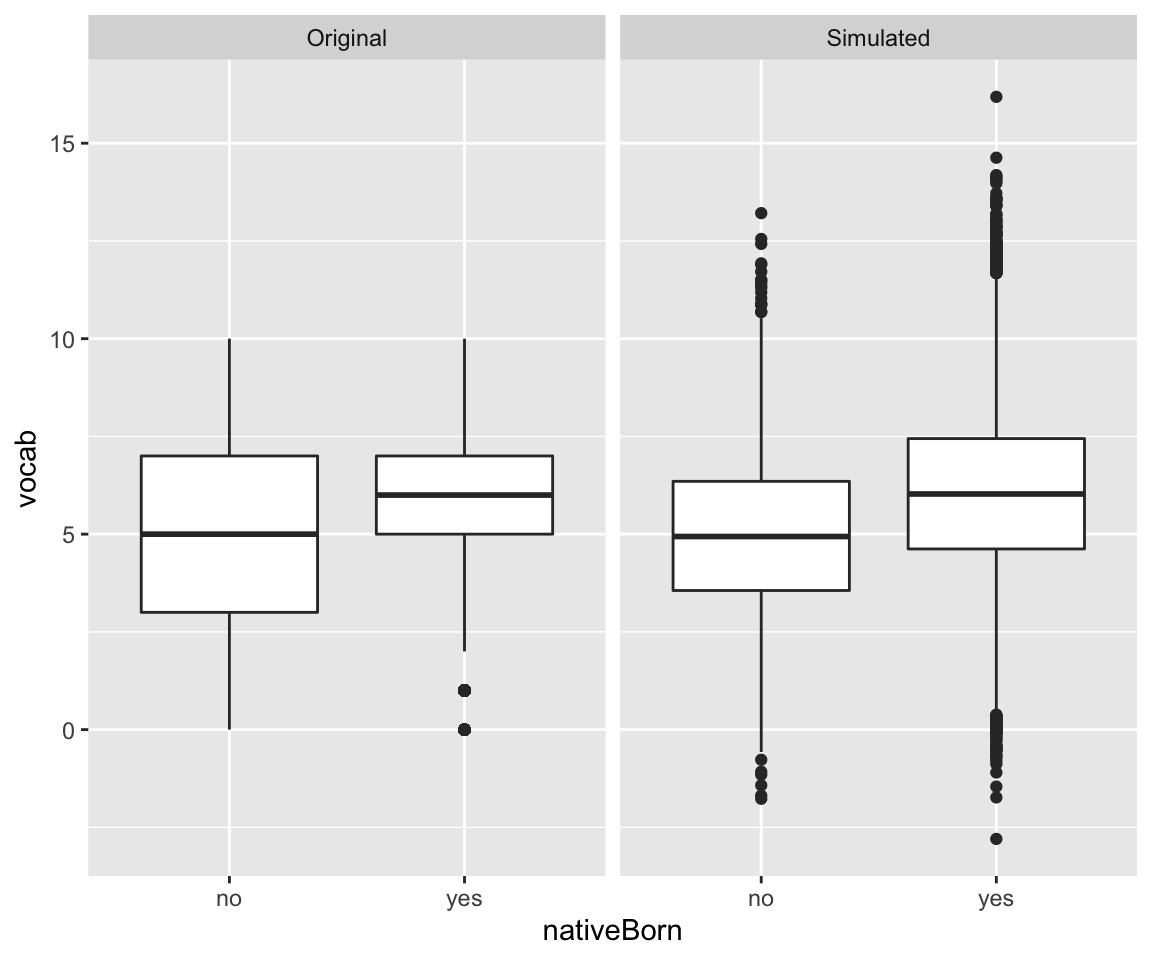 Original
Simulated
vocab
15
10
5
0
no
yes
no
yes
nativeBorn